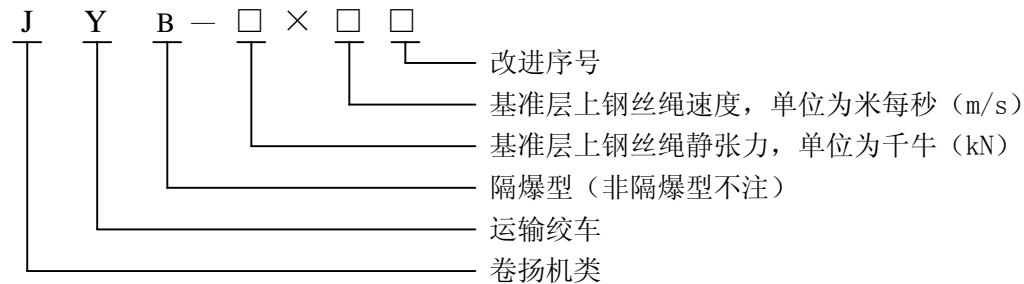 J Y B — □ × □ □
改进序号
基准层上钢丝绳速度，单位为米每秒（m/s）
基准层上钢丝绳静张力，单位为千牛（kN）
隔爆型（非隔爆型不注）
运输绞车
卷扬机类